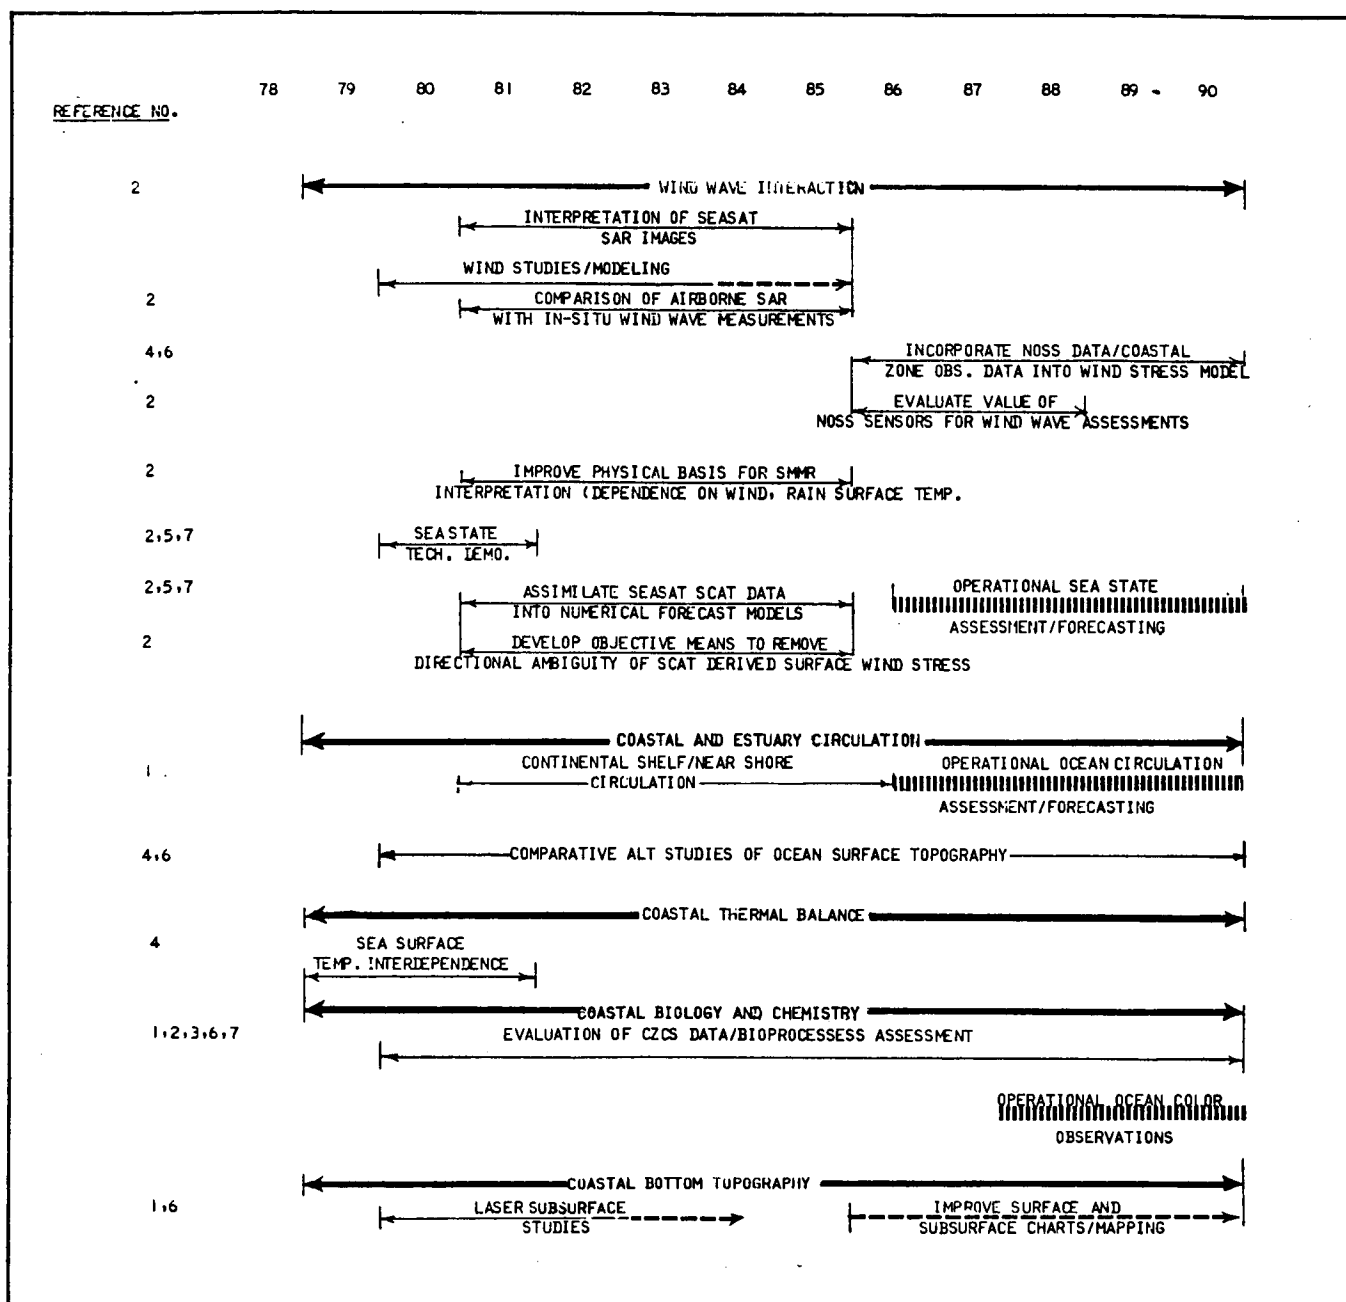 78 79 80 81 82 83 84 85 86 87 88 89 90
REFERENCE NO.
2 WIND WAVE INTERACTION
INTERPRETATION OF SEASAT
SAR IMAGES
WIND STUDIES/MODELING
2 COMPARISON OF AIRBORNE SAR
WITH IN-SITU WIND WAVE MEASUREMENTS
4,6 INCORPORATE NOSS DATA/COASTAL
ZONE OBS. DATA INTO WIND STRESS MODEL
2 EVALUATE VALUE OF
NOSS SENSORS FOR WIND WAVE ASSESSMENTS
2 IMPROVE PHYSICAL BASIS FOR SMMR
INTERPRETATION (DEPENDENCE ON WIND, RAIN SURFACE TEMP.
2,5,7 SEA STATE
TECH. DEMO.
2,5,7 ASSIMILATE SEASAT SCAT DATA OPERATIONAL SEA STATE
INTO NUMERICAL FORECAST MODELS
ASSESSMENT/FORECASTING
2 DEVELOP OBJECTIVE MEANS TO REMOVE
DIRECTIONAL AMBIGUITY OF SCAT DERIVED SURFACE WIND STRESS
COASTAL AND ESTUARY CIRCULATION
1 CONTINENTAL SHELF/NEAR SHORE OPERATIONAL OCEAN CIRCULATION
CIRCULATION
ASSESSMENT/FORECASTING
4,6 COMPARATIVE ALT STUDIES OF OCEAN SURFACE TOPOGRAPHY
COASTAL THERMAL BALANCE
4 SEA SURFACE
TEMP. INTERDEPENDENCE
COASTAL BIOLOGY AND CHEMISTRY
1,2,3,6,7 EVALUATION OF CZCS DATA/BIOPROCESSESS ASSESSMENT
OPERATIONAL OCEAN COLOR
OBSERVATIONS
COASTAL BOTTOM TOPOGRAPHY
1,6 LASER SUBSURFACE IMPROVE SURFACE AND
STUDIES SUBSURFACE CHARTS/MAPPING